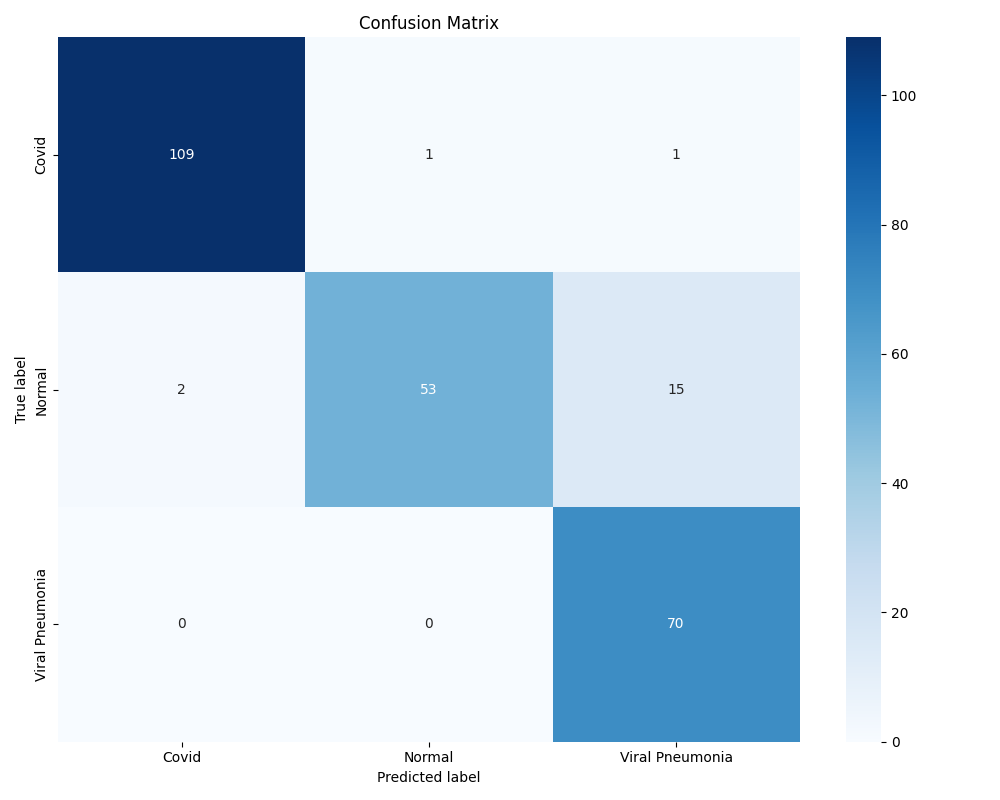 Confusion Matrix
True label
Covid
109
1
1
Normal
2
53
15
Viral Pneumonia
0
0
70
Covid
Normal
Viral Pneumonia
Predicted label
100
80
60
40
20
0